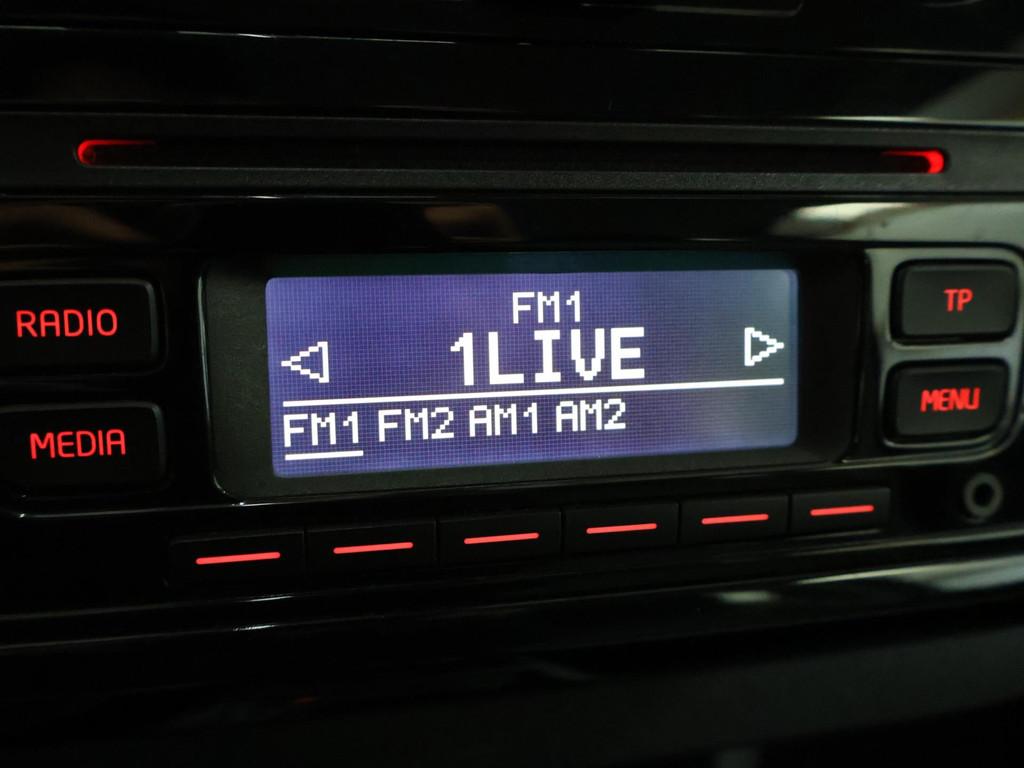 FM1
1LIVE
FM1 FM2 AM1 AM2
RADIO
MEDIA
TP
MENU